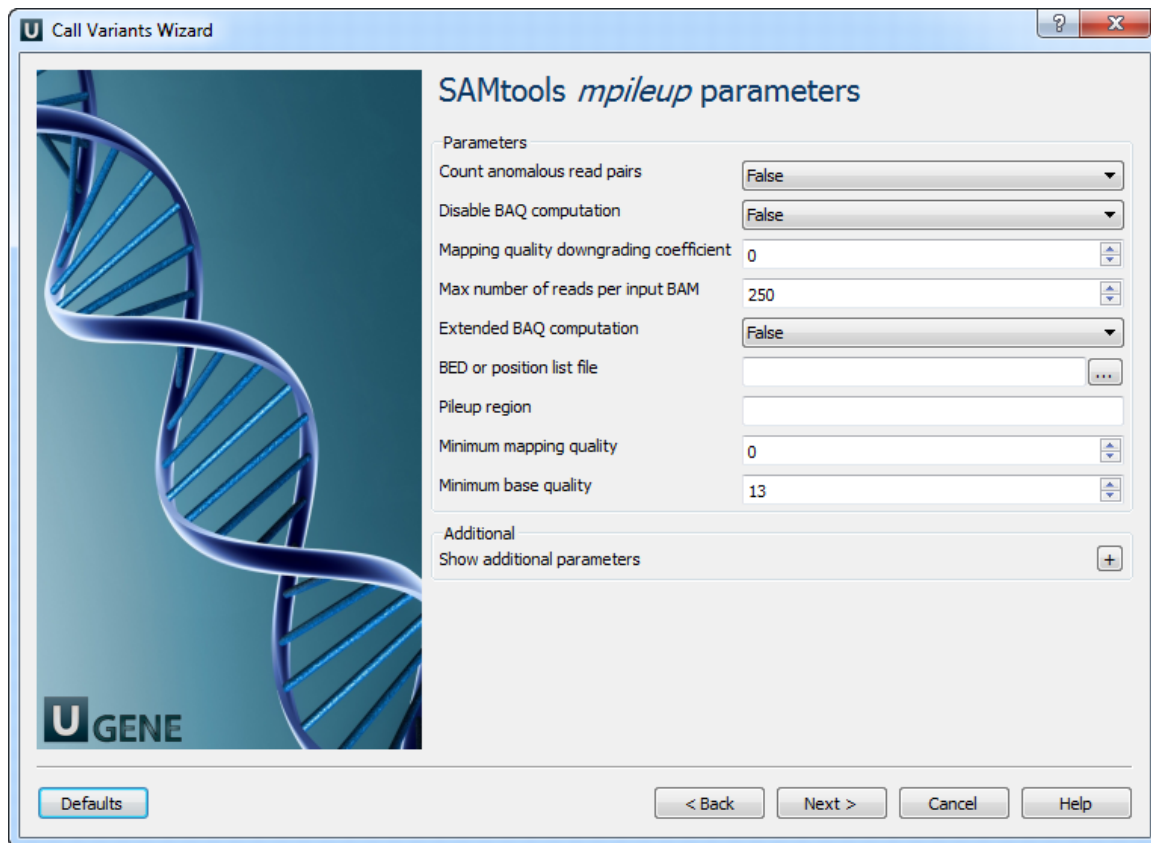 U Call Variants Wizard
SAMtools mpileup parameters
Parameters
Count anomalous read pairs False
Disable BAQ computation False
Mapping quality downgrading coefficient 0
Max number of reads per input BAM 250
Extended BAQ computation False
BED or position list file ...
Pileup region
Minimum mapping quality 0
Minimum base quality 13
Additional
Show additional parameters +
U GENE
Defaults < Back Next > Cancel Help